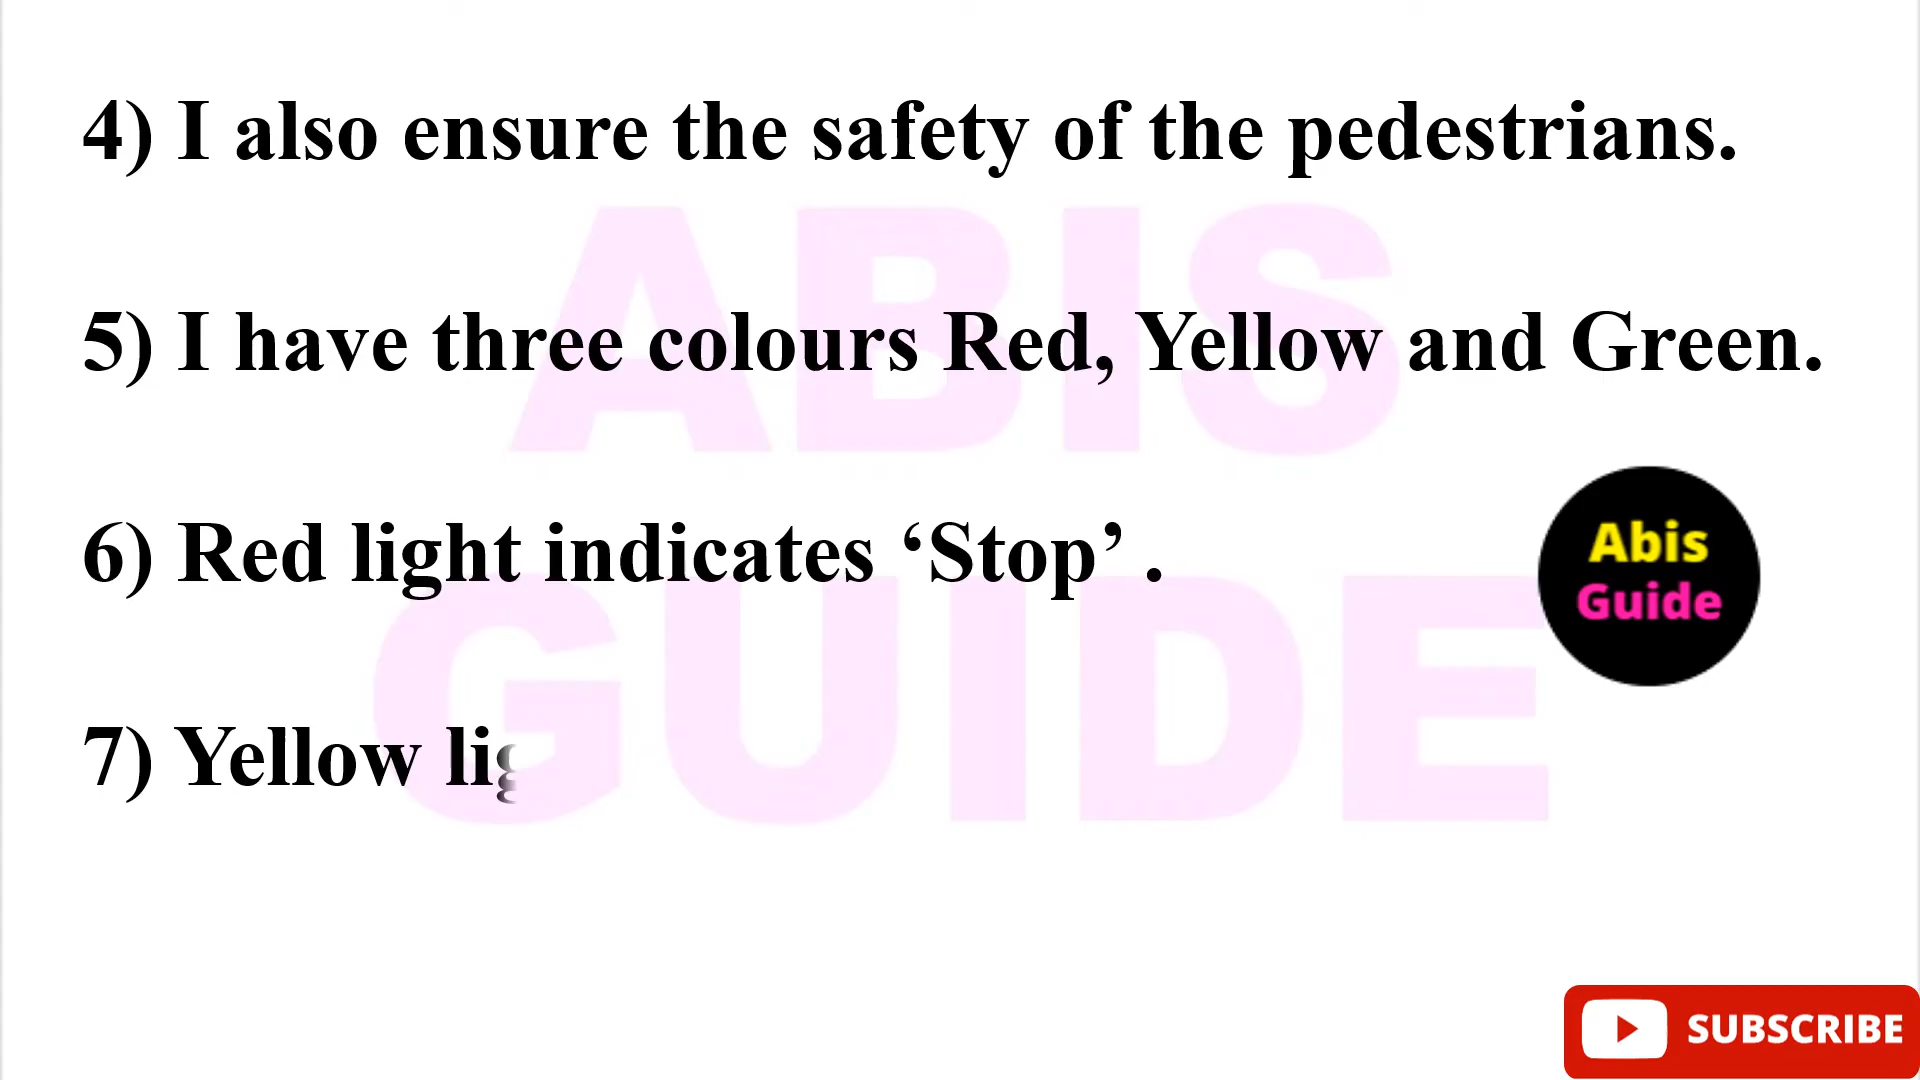 4) I also ensure the safety of the pedestrians.
ABIS
5) I have three colours Red, Yellow and Green.
6) Red light indicates ‘Stop’ .
Abis
Guide
GUIDE
7) Yellow
SUBSCRIBE